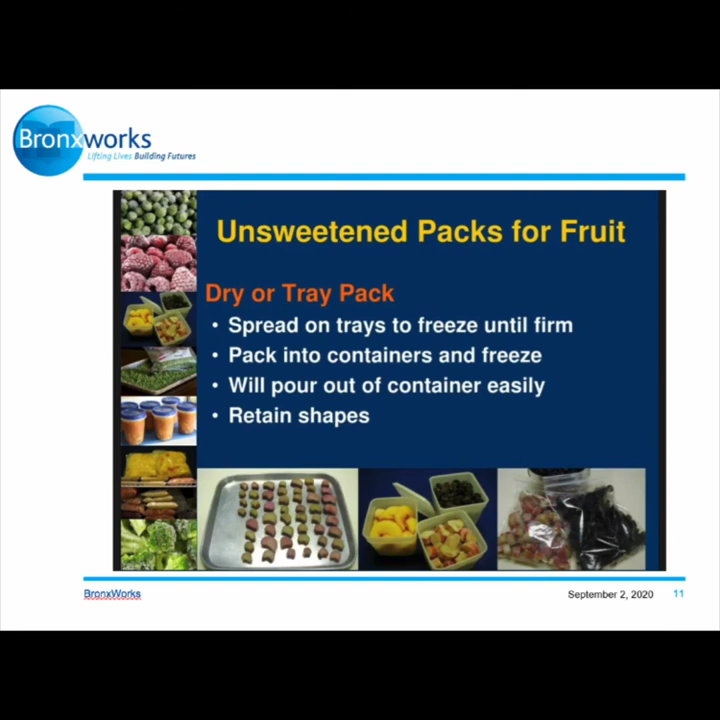 Bronxworks
Lifting Lives Building Futures
Unsweetened Packs for Fruit
Dry or Tray Pack
• Spread on trays to freeze until firm
• Pack into containers and freeze
• Will pour out of container easily
• Retain shapes
BronxWorks
September 2, 2020
11